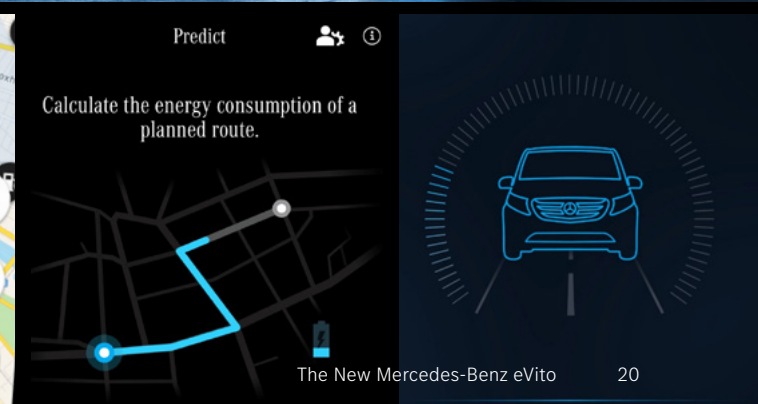 Predict
Calculate the energy consumption of a
planned route.
The New Mercedes-Benz eVito 20